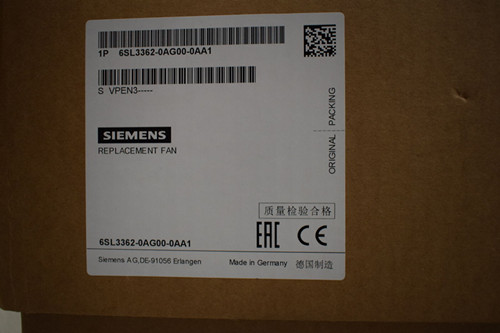 1P 6SL3362-0AG00-0AA1
S VPEN3-----
SIEMENS
REPLACEMENT FAN
ORIGINAL PACKING
质量检验合格
EAC CE
6SL3362-0AG00-0AA1
Siemens AG,DE-91056 Erlangen
Made in Germany 德国制造